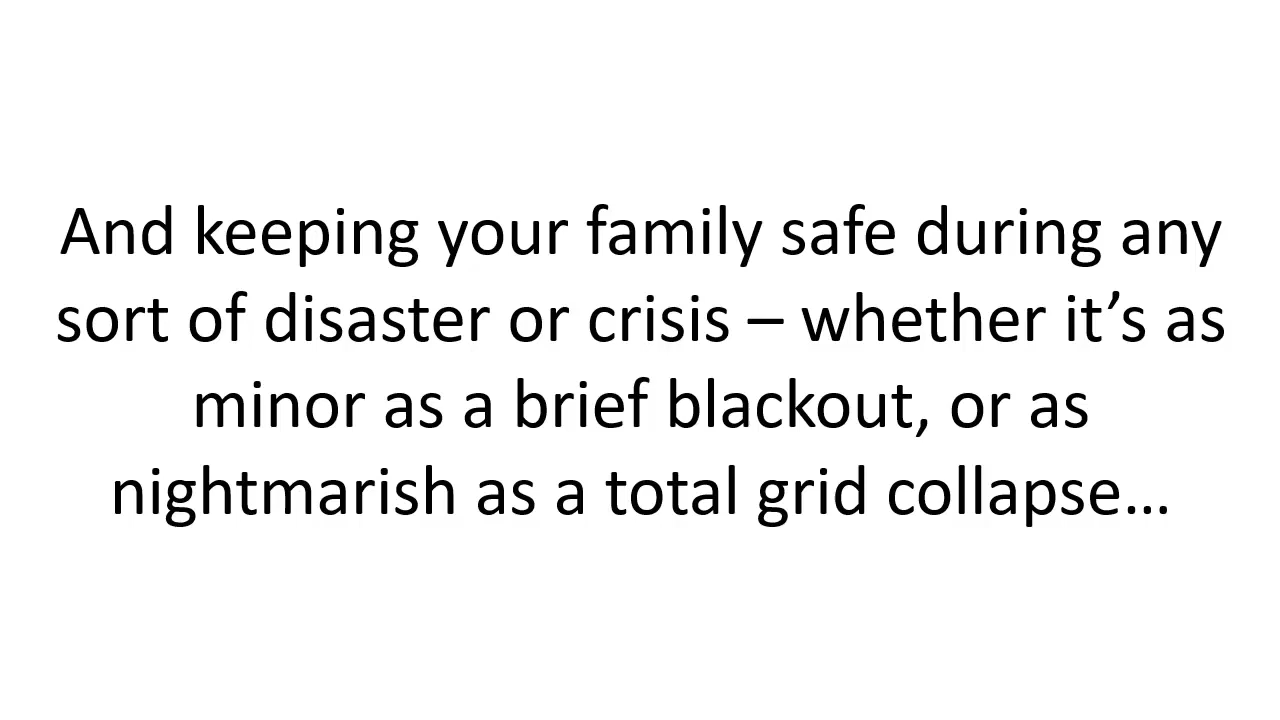 And keeping your family safe during any
sort of disaster or crisis – whether it’s as
minor as a brief blackout, or as
nightmarish as a total grid collapse…